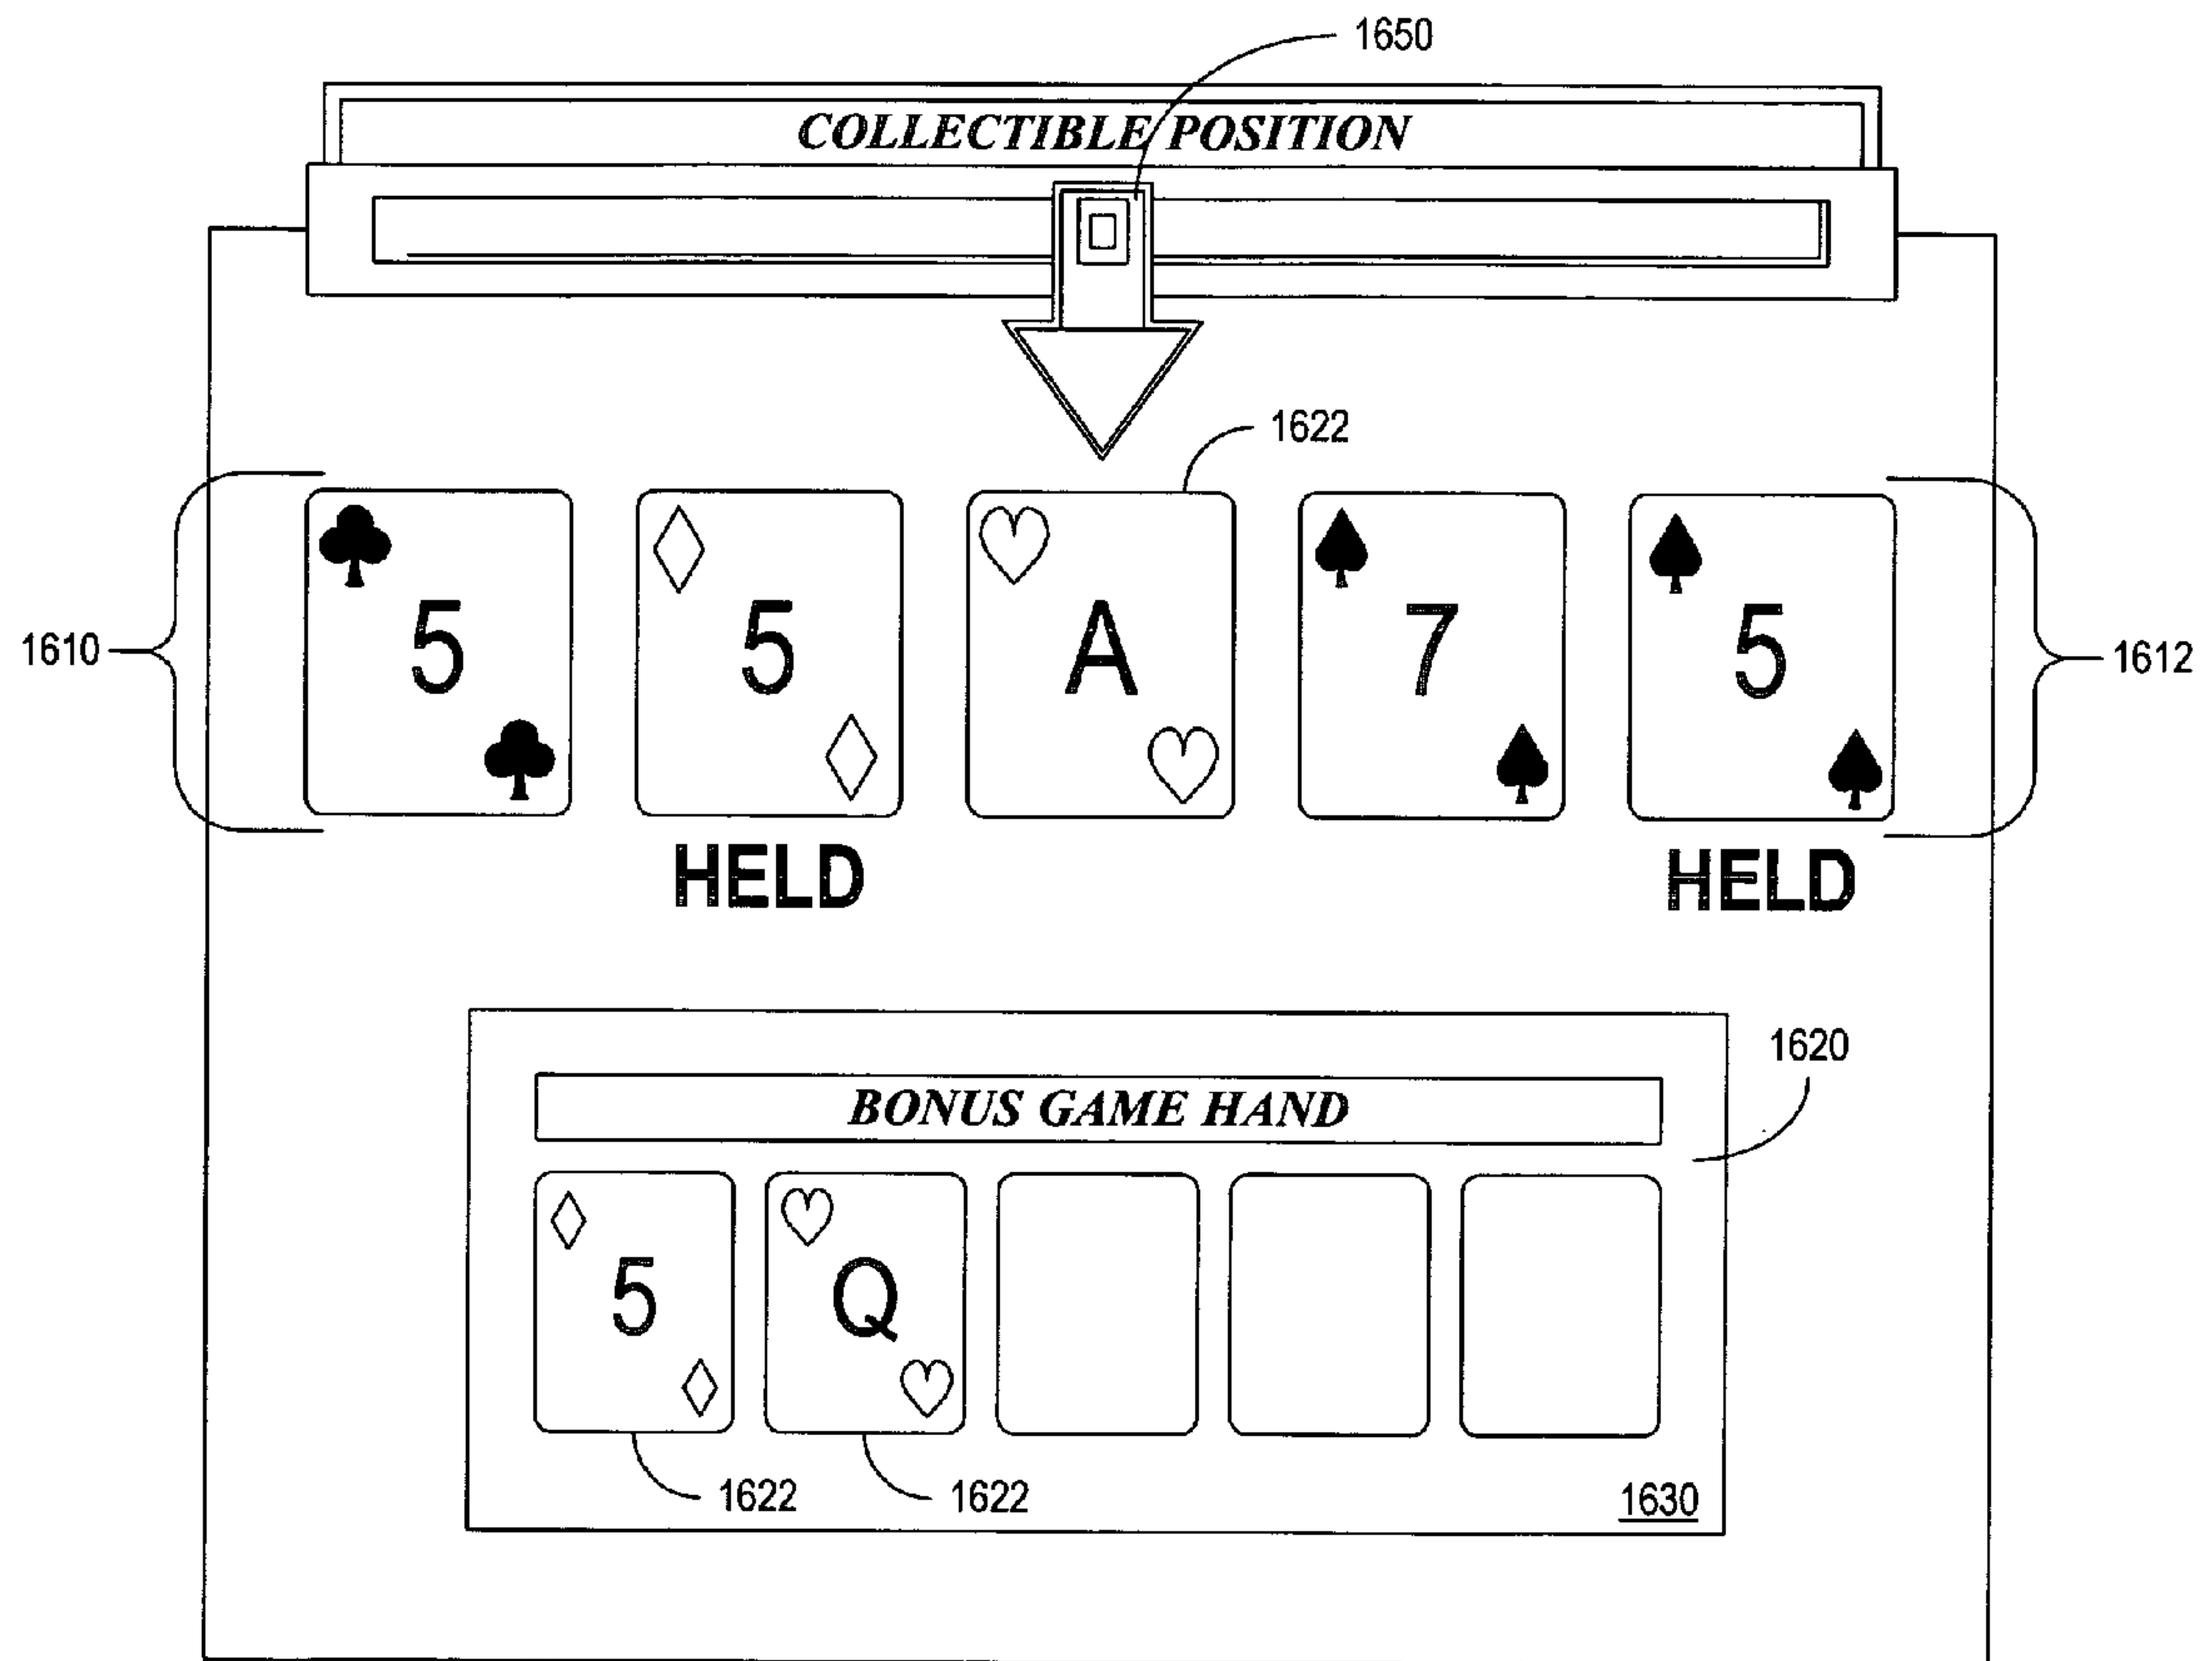 1650
COLLECTIBLE POSITION
1622
1610
5 5 A 7 5
1612
HELD HELD
1620
BONUS GAME HAND
5 Q
1622 1622
1630